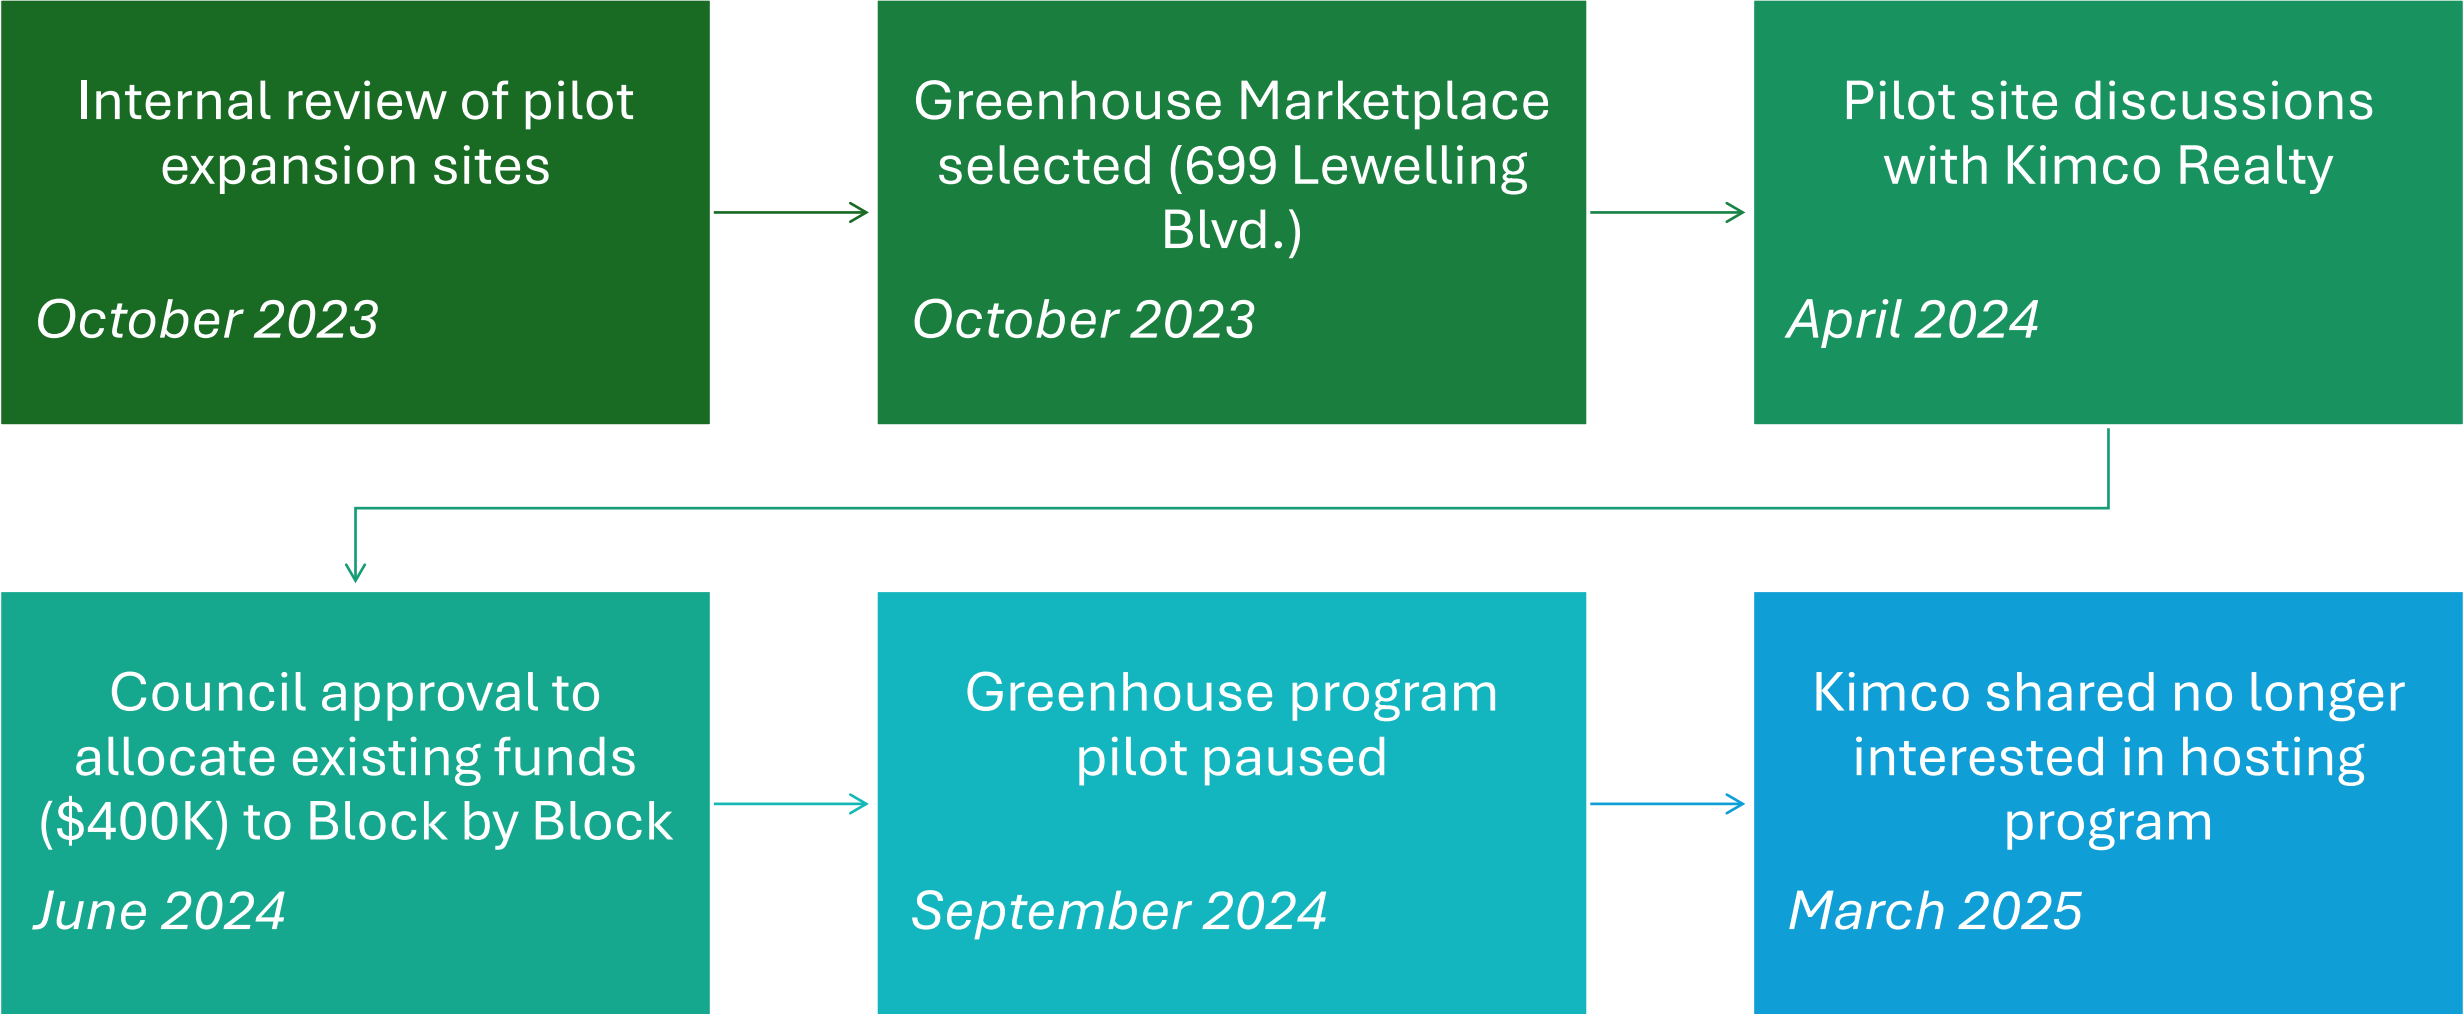 Internal review of pilot
expansion sites
October 2023
Greenhouse Marketplace
selected (699 Lewelling
Blvd.)
October 2023
Pilot site discussions
with Kimco Realty
April 2024
Council approval to
allocate existing funds
($400K) to Block by Block
June 2024
Greenhouse program
pilot paused
September 2024
Kimco shared no longer
interested in hosting
program
March 2025